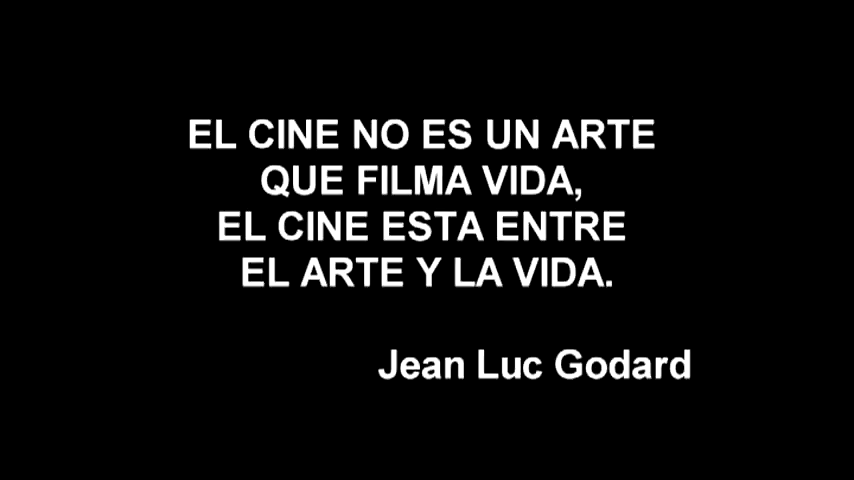 EL CINE NO ES UN ARTE
QUE FILMA VIDA,
EL CINE ESTA ENTRE
EL ARTE Y LA VIDA.
Jean Luc Godard